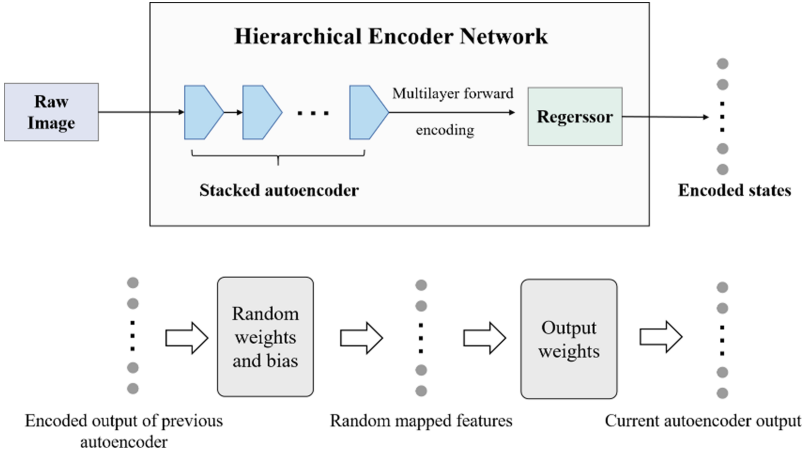 Hierarchical Encoder Network
Raw
Image
Multilayer forward
encoding
Regerssor
Stacked autoencoder
Encoded states
Random
weights
and bias
Output
weights
Encoded output of previous
autoencoder
Random mapped features
Current autoencoder output